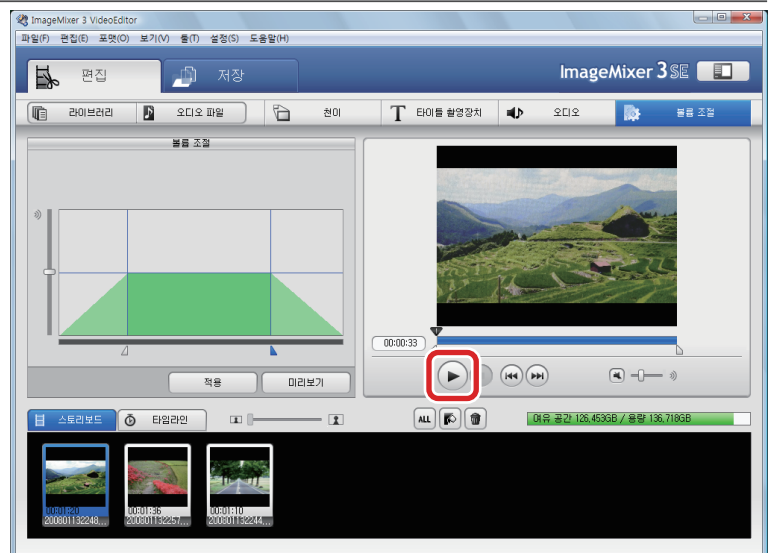 ImageMixer 3 VideoEditor
파일(F) 편집(E) 포맷(O) 보기(V) 툴(T) 설정(S) 도움말(H)
편집 저장 ImageMixer 3 SE
라이브러리 오디오 파일 천이 T 타이틀 촬영장치 오디오 볼륨 조절
볼륨 조절
00:00:33
적용 미리보기
스토리보드 타임라인 ALL 여유 공간 126,453GB / 용량 136,718GB
00:01:20 00:01:36 00:01:10
200801132248... 200801132257... 200801132244...